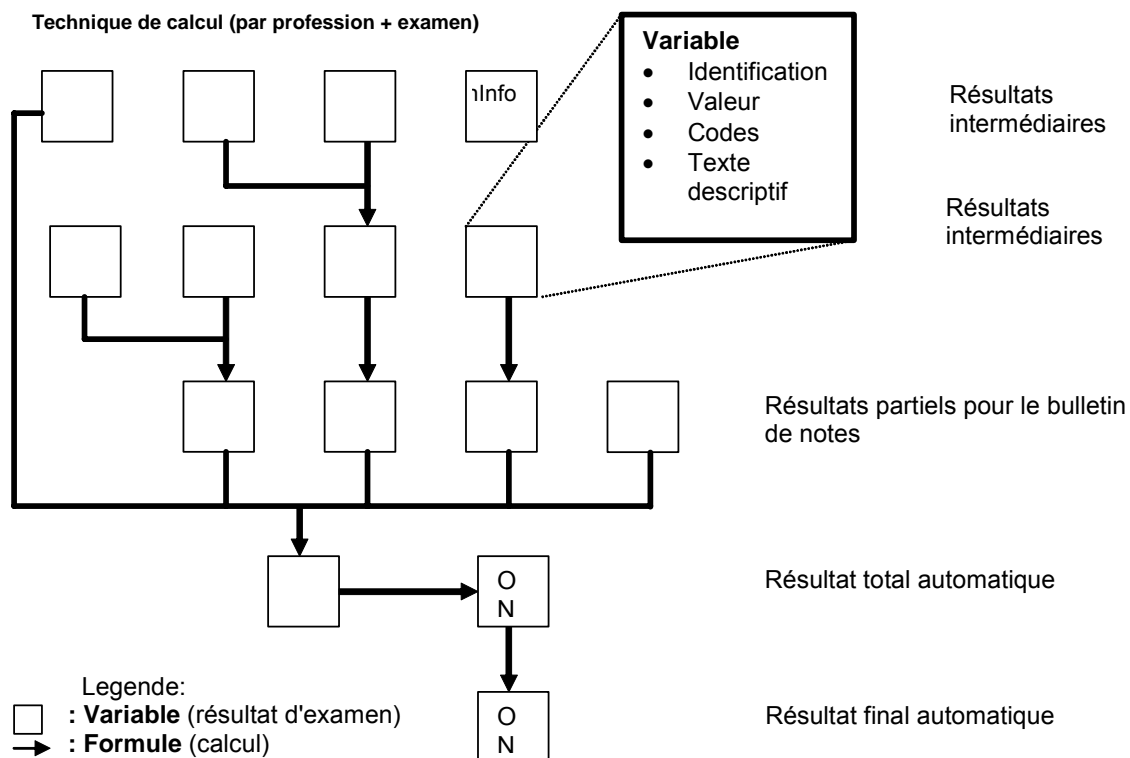 Technique de calcul (par profession + examen)
Variable
• Identification
• Valeur
• Codes
• Texte
descriptif
Info
Résultats
intermédiaires
Résultats
intermédiaires
Résultats partiels pour le bulletin
de notes
O
N
Résultat total automatique
Legende:
: Variable (résultat d'examen)
: Formule (calcul)
O
N
Résultat final automatique